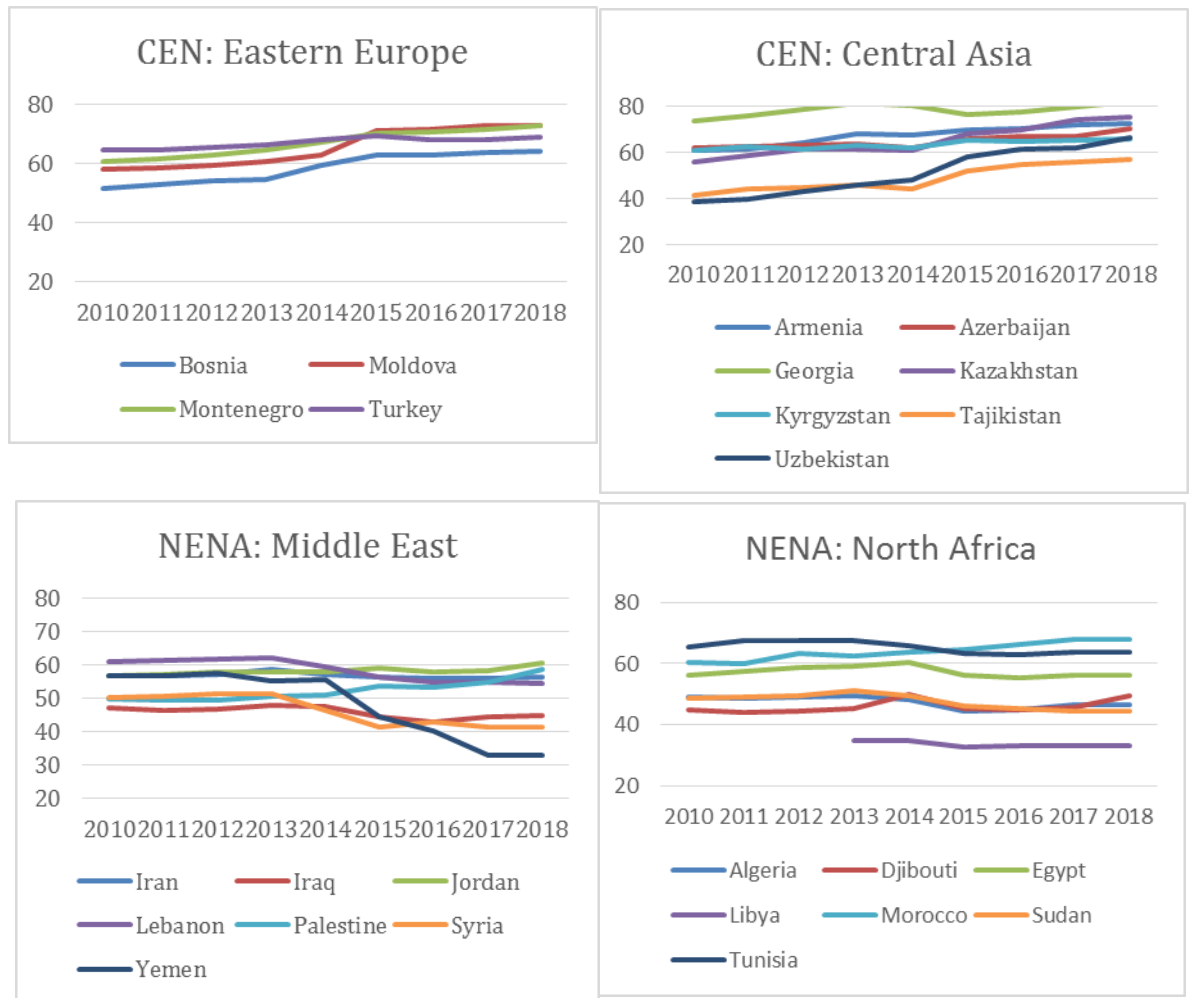 CEN: Eastern Europe
80
60
40
20
2010 2011 2012 2013 2014 2015 2016 2017 2018
Bosnia Moldova
Montenegro Turkey
CEN: Central Asia
80
60
40
20
2010 2011 2012 2013 2014 2015 2016 2017 2018
Armenia Azerbaijan
Georgia Kazakhstan
Kyrgyzstan Tajikistan
Uzbekistan
NENA: Middle East
80
70
60
50
40
30
20
2010 2011 2012 2013 2014 2015 2016 2017 2018
Iran Iraq Jordan
Lebanon Palestine Syria
Yemen
NENA: North Africa
80
60
40
20
2010 2011 2012 2013 2014 2015 2016 2017 2018
Algeria Djibouti Egypt
Libya Morocco Sudan
Tunisia